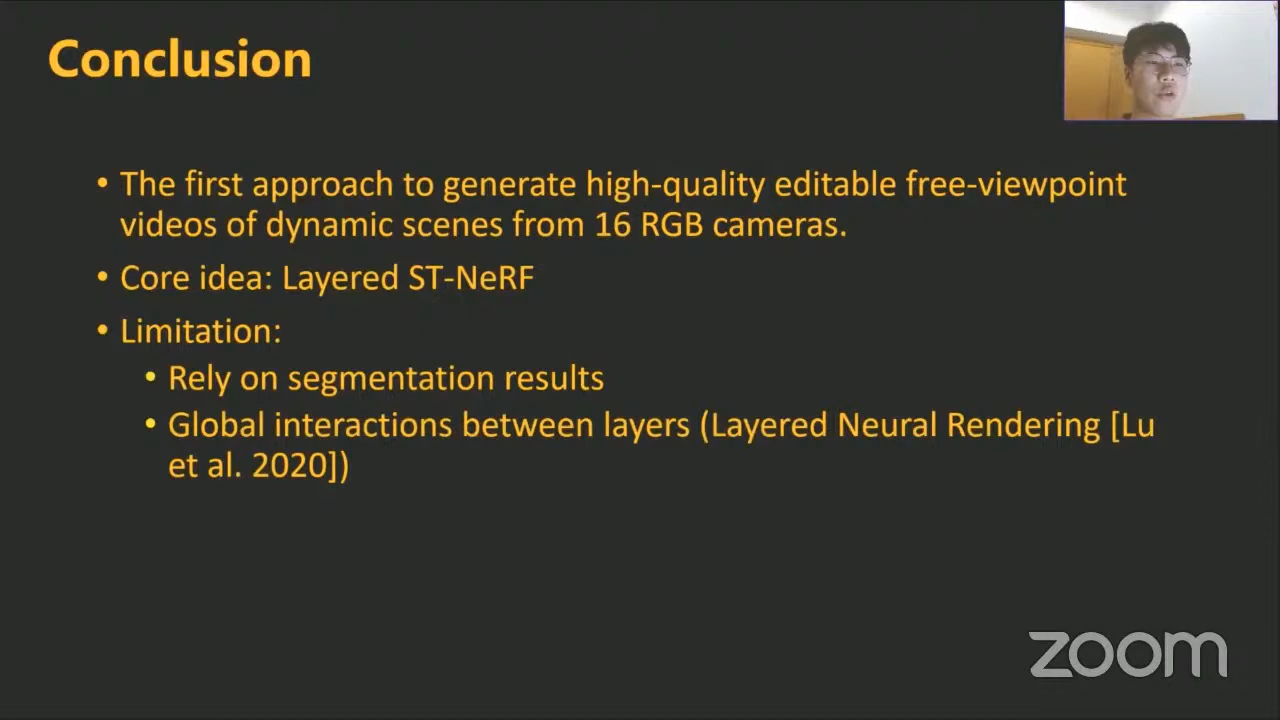 Conclusion
• The first approach to generate high-quality editable free-viewpoint
videos of dynamic scenes from 16 RGB cameras.
• Core idea: Layered ST-NeRF
• Limitation:
• Rely on segmentation results
• Global interactions between layers (Layered Neural Rendering [Lu
et al. 2020])
zoom